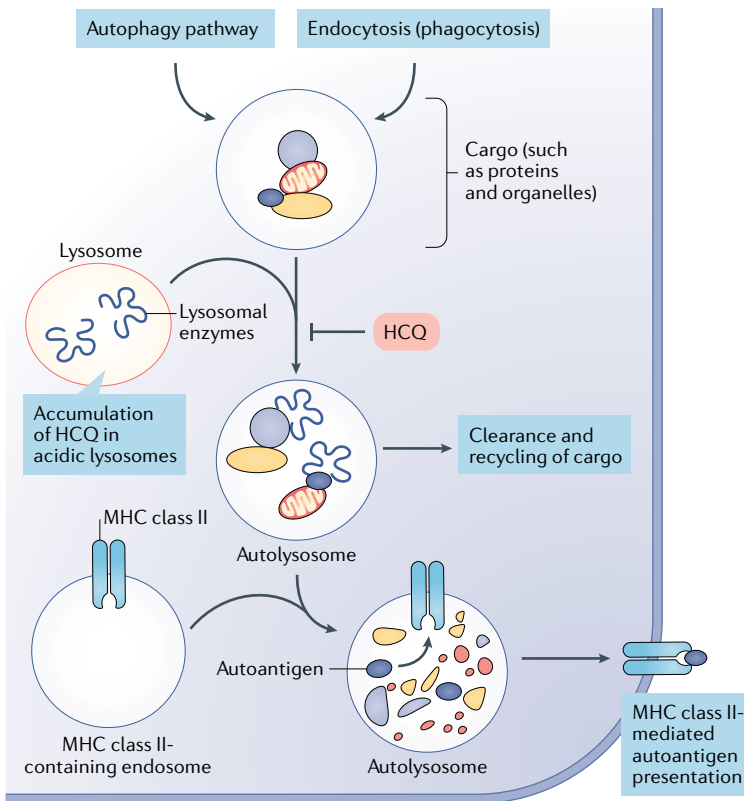 Autophagy pathway
Endocytosis (phagocytosis)
Cargo (such
as proteins
and organelles)
Lysosome
Lysosomal
enzymes
HCQ
Accumulation
of HCQ in
acidic lysosomes
Clearance and
recycling of cargo
MHC class II
Autolysosome
Autoantigen
MHC class II-
containing endosome
Autolysosome
MHC class II-
mediated
autoantigen
presentation